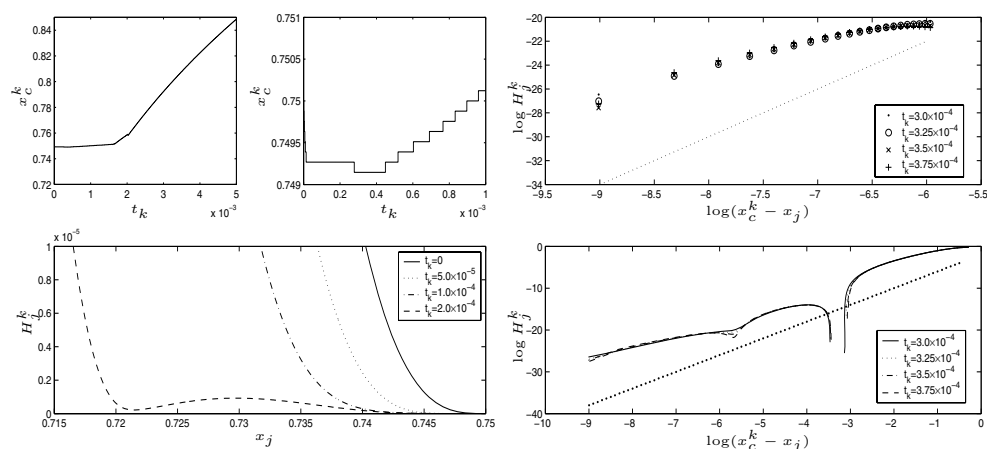 x_c^k
0.84
0.82
0.8
0.78
0.76
0.74
0.72
0 1 2 3 4 5
x 10^-3
t_k
x_c^k
0.751
0.7505
0.75
0.7495
0.749
0 0.2 0.4 0.6 0.8 1
x 10^-3
t_k
log H_j^k
-20
-22
-24
-26
-28
-30
-32
-34
-9.5 -9 -8.5 -8 -7.5 -7 -6.5 -6 -5.5
log(x_c^k − x_j)
t_k=3.0×10^-4
t_k=3.25×10^-4
t_k=3.5×10^-4
t_k=3.75×10^-4
H_j^k
x 10^-5
1
0.8
0.6
0.4
0.2
0
0.715 0.72 0.725 0.73 0.735 0.74 0.745 0.75
x_j
t_k=0
t_k=5.0×10^-5
t_k=1.0×10^-4
t_k=2.0×10^-4
log H_j^k
0
-10
-20
-30
-40
-10 -9 -8 -7 -6 -5 -4 -3 -2 -1 0
log(x_c^k − x_j)
t_k=3.0×10^-4
t_k=3.25×10^-4
t_k=3.5×10^-4
t_k=3.75×10^-4